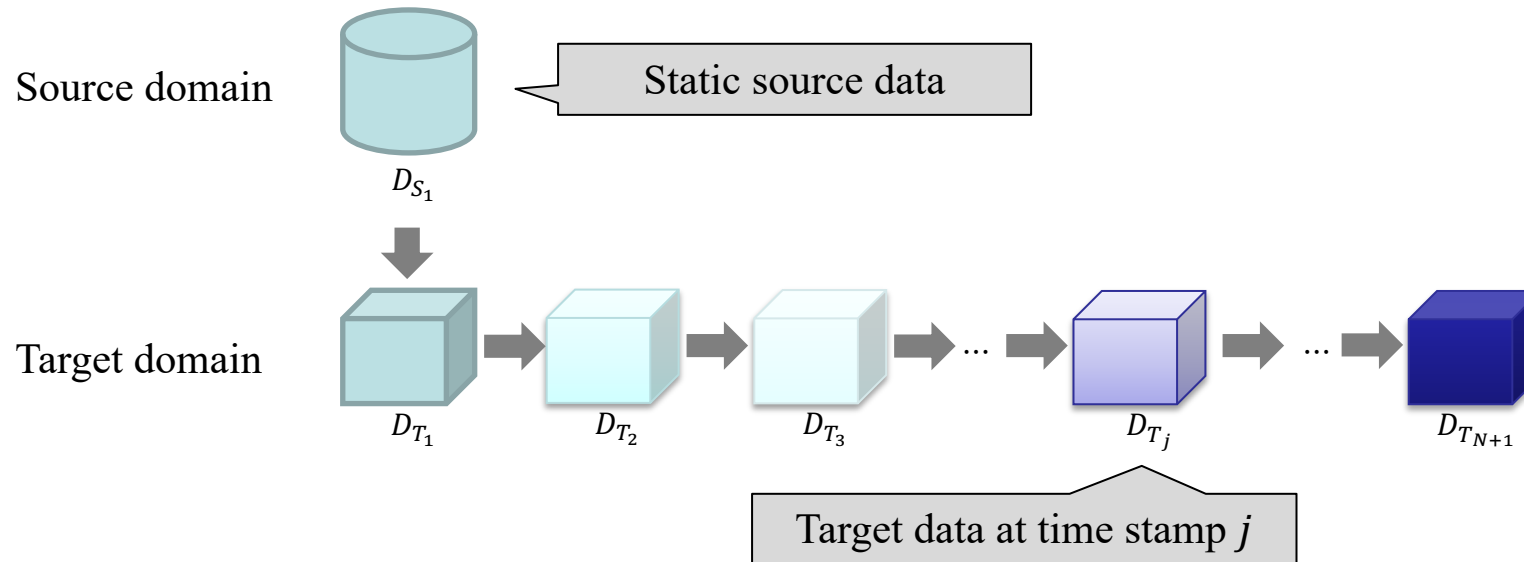 Source domain
Static source data
D_{S_1}
Target domain
... ...
D_{T_1} D_{T_2} D_{T_3} D_{T_j} D_{T_{N+1}}
Target data at time stamp j